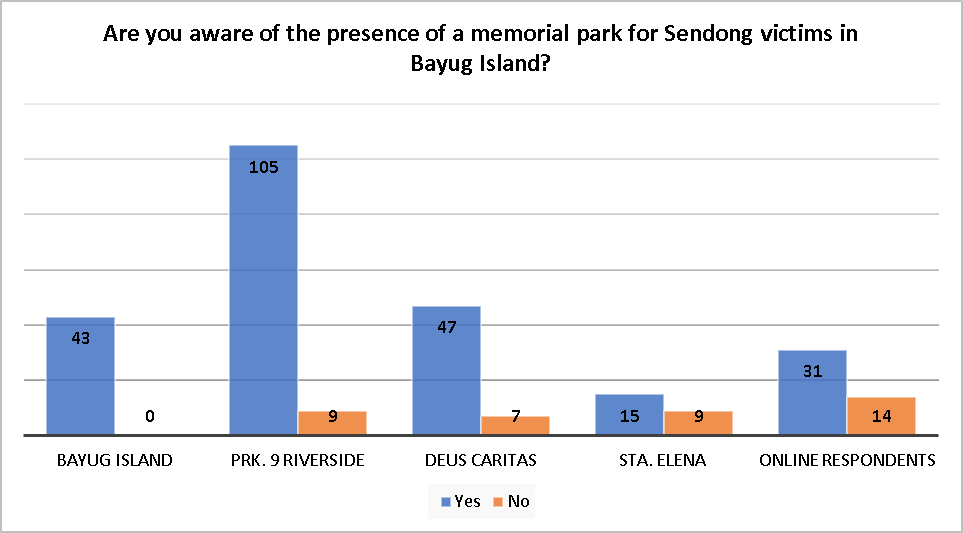 Are you aware of the presence of a memorial park for Sendong victims in
Bayug Island?
105
43
47
31
0
9
7
15
9
14
BAYUG ISLAND
PRK. 9 RIVERSIDE
DEUS CARITAS
STA. ELENA
ONLINE RESPONDENTS
Yes
No